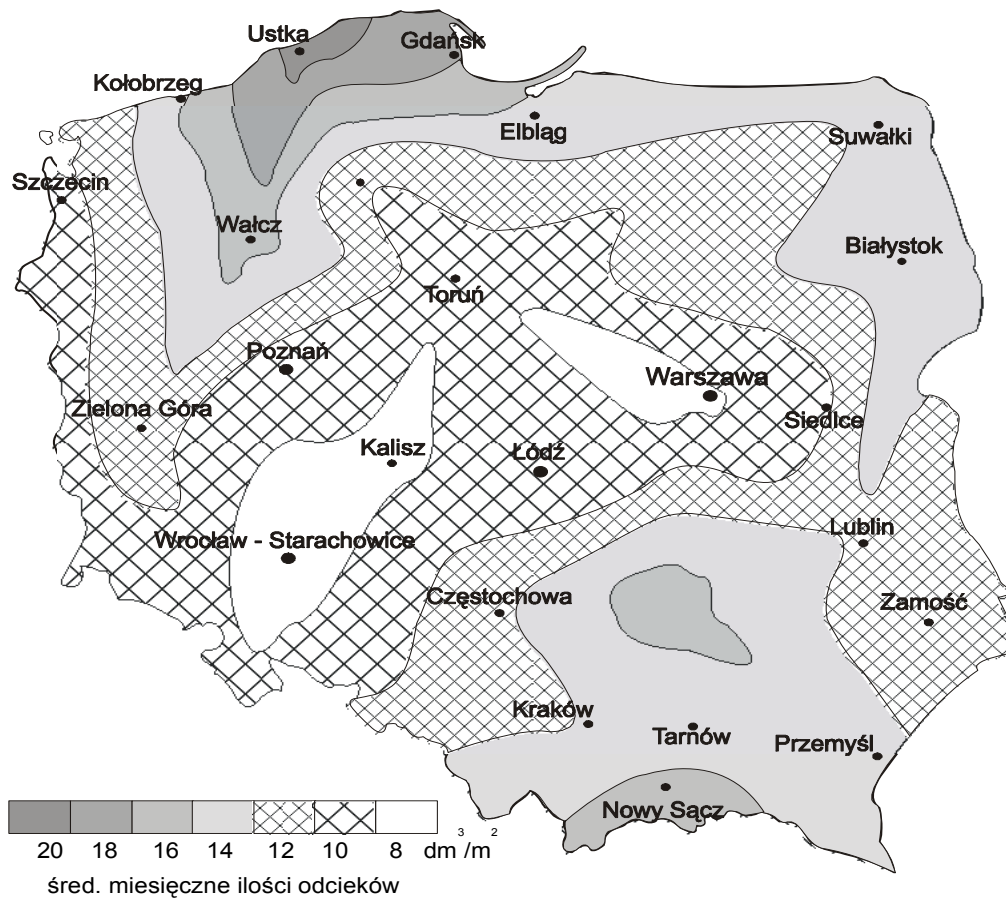 Ustka
Gdańsk
Kołobrzeg
Elbląg
Suwałki
Szczecin
Wałcz
Białystok
Toruń
Poznań
Warszawa
Zielona Góra
Siedlce
Kalisz
Łódź
Wrocław - Starachowice
Lublin
Częstochowa
Zamość
Kraków
Tarnów
Przemyśl
Nowy Sącz
20 18 16 14 12 10 8 dm³/m²
śred. miesięczne ilości odcieków